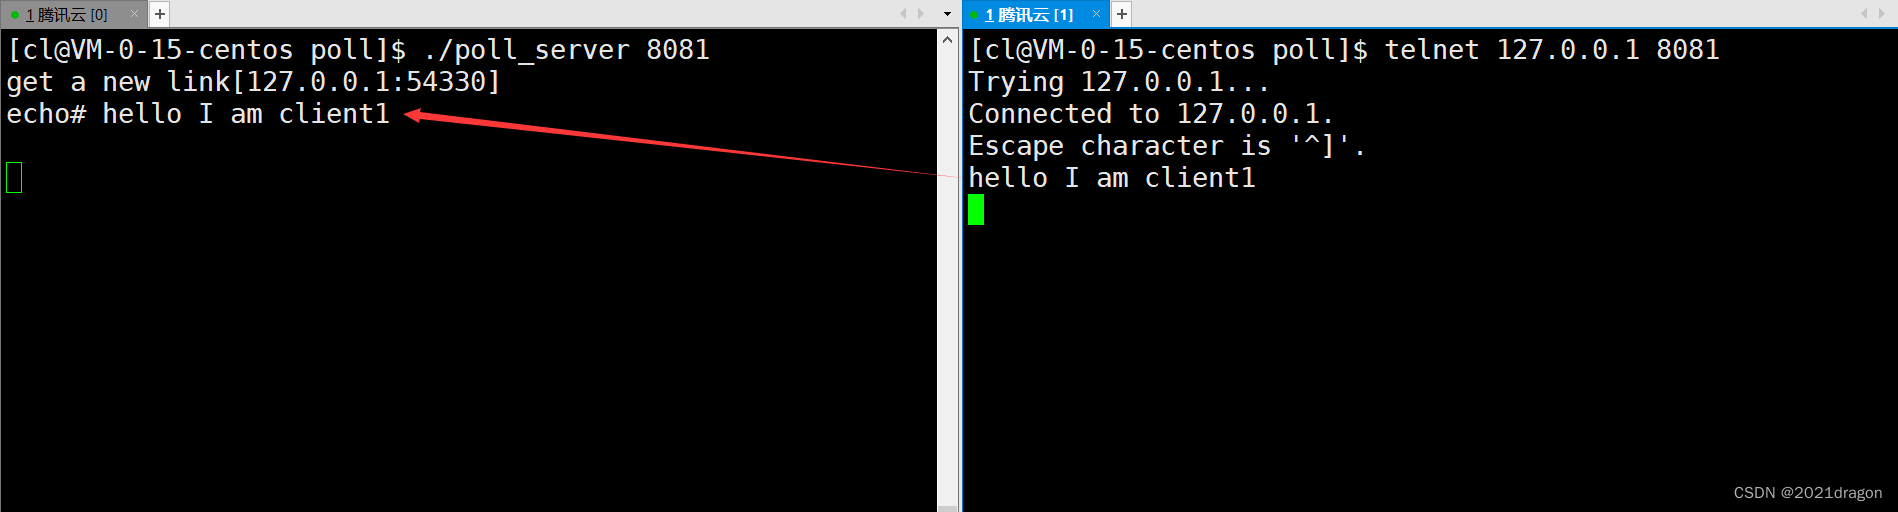 1 腾讯云 [0] × +
[cl@VM-0-15-centos poll]$ ./poll_server 8081
get a new link[127.0.0.1:54330]
echo# hello I am client1
1 腾讯云 [1] × +
[cl@VM-0-15-centos poll]$ telnet 127.0.0.1 8081
Trying 127.0.0.1...
Connected to 127.0.0.1.
Escape character is '^]'.
hello I am client1
CSDN @2021dragon